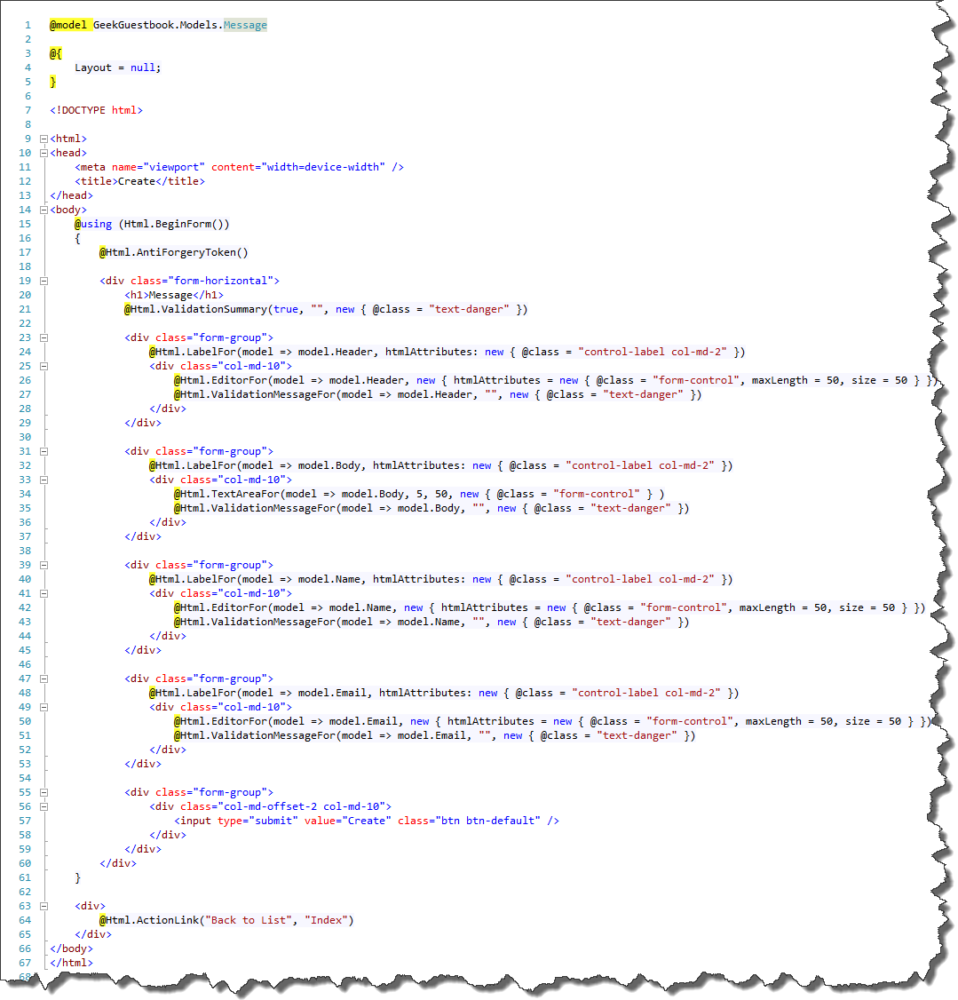 1 @model GeekGuestbook.Models.Message
2
3 @{
4     Layout = null;
5 }
6
7 <!DOCTYPE html>
8
9 <html>
10 <head>
11     <meta name="viewport" content="width=device-width" />
12     <title>Create</title>
13 </head>
14 <body>
15     @using (Html.BeginForm())
16     {
17         @Html.AntiForgeryToken()
18
19         <div class="form-horizontal">
20             <h1>Message</h1>
21             @Html.ValidationSummary(true, "", new { @class = "text-danger" })
22
23             <div class="form-group">
24                 @Html.LabelFor(model => model.Header, htmlAttributes: new { @class = "control-label col-md-2" })
25                 <div class="col-md-10">
26                     @Html.EditorFor(model => model.Header, new { htmlAttributes = new { @class = "form-control", maxLength = 50, size = 50 } })
27                     @Html.ValidationMessageFor(model => model.Header, "", new { @class = "text-danger" })
28                 </div>
29             </div>
30
31             <div class="form-group">
32                 @Html.LabelFor(model => model.Body, htmlAttributes: new { @class = "control-label col-md-2" })
33                 <div class="col-md-10">
34                     @Html.TextAreaFor(model => model.Body, 5, 50, new { @class = "form-control" } )
35                     @Html.ValidationMessageFor(model => model.Body, "", new { @class = "text-danger" })
36                 </div>
37             </div>
38
39             <div class="form-group">
40                 @Html.LabelFor(model => model.Name, htmlAttributes: new { @class = "control-label col-md-2" })
41                 <div class="col-md-10">
42                     @Html.EditorFor(model => model.Name, new { htmlAttributes = new { @class = "form-control", maxLength = 50, size = 50 } })
43                     @Html.ValidationMessageFor(model => model.Name, "", new { @class = "text-danger" })
44                 </div>
45             </div>
46
47             <div class="form-group">
48                 @Html.LabelFor(model => model.Email, htmlAttributes: new { @class = "control-label col-md-2" })
49                 <div class="col-md-10">
50                     @Html.EditorFor(model => model.Email, new { htmlAttributes = new { @class = "form-control", maxLength = 50, size = 50 } })
51                     @Html.ValidationMessageFor(model => model.Email, "", new { @class = "text-danger" })
52                 </div>
53             </div>
54
55             <div class="form-group">
56                 <div class="col-md-offset-2 col-md-10">
57                     <input type="submit" value="Create" class="btn btn-default" />
58                 </div>
59             </div>
60         </div>
61     }
62
63     <div>
64         @Html.ActionLink("Back to List", "Index")
65     </div>
66 </body>
67 </html>
68